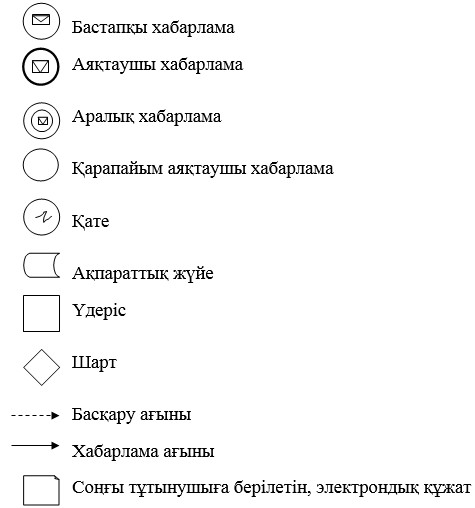 Бастапқы хабарлама
Аяқтаушы хабарлама
Аралық хабарлама
Қарапайым аяқтаушы хабарлама
Қате
Ақпараттық жүйе
Үдеріс
Шарт
Басқару ағыны
Хабарлама ағыны
Соңғы тұтынушыға берілетін, электрондық құжат